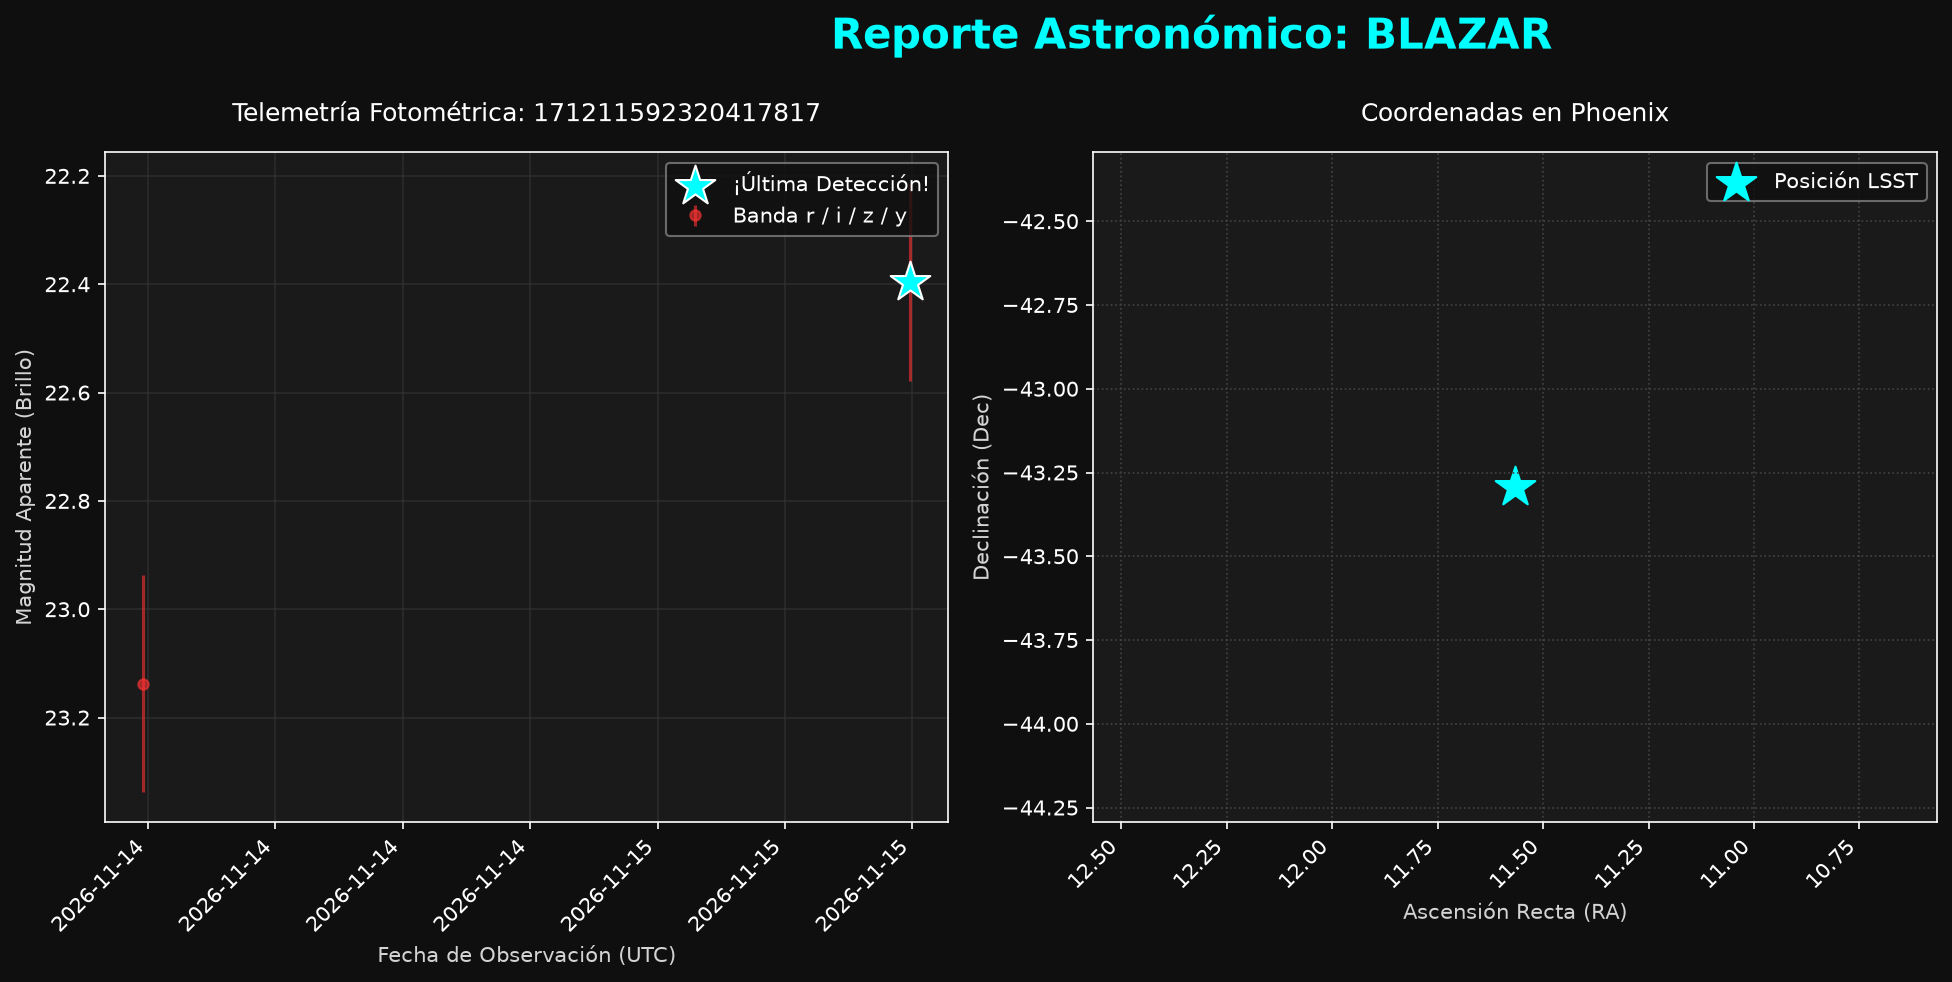 Reporte Astronómico: BLAZAR
Telemetría Fotométrica: 171211592320417817
¡Última Detección!
Banda r / i / z / y
Magnitud Aparente (Brillo)
22.2
22.4
22.6
22.8
23.0
23.2
2026-11-14
2026-11-14
2026-11-14
2026-11-14
2026-11-15
2026-11-15
2026-11-15
Fecha de Observación (UTC)
Coordenadas en Phoenix
Posición LSST
Declinación (Dec)
−42.50
−42.75
−43.00
−43.25
−43.50
−43.75
−44.00
−44.25
12.50
12.25
12.00
11.75
11.50
11.25
11.00
10.75
Ascensión Recta (RA)